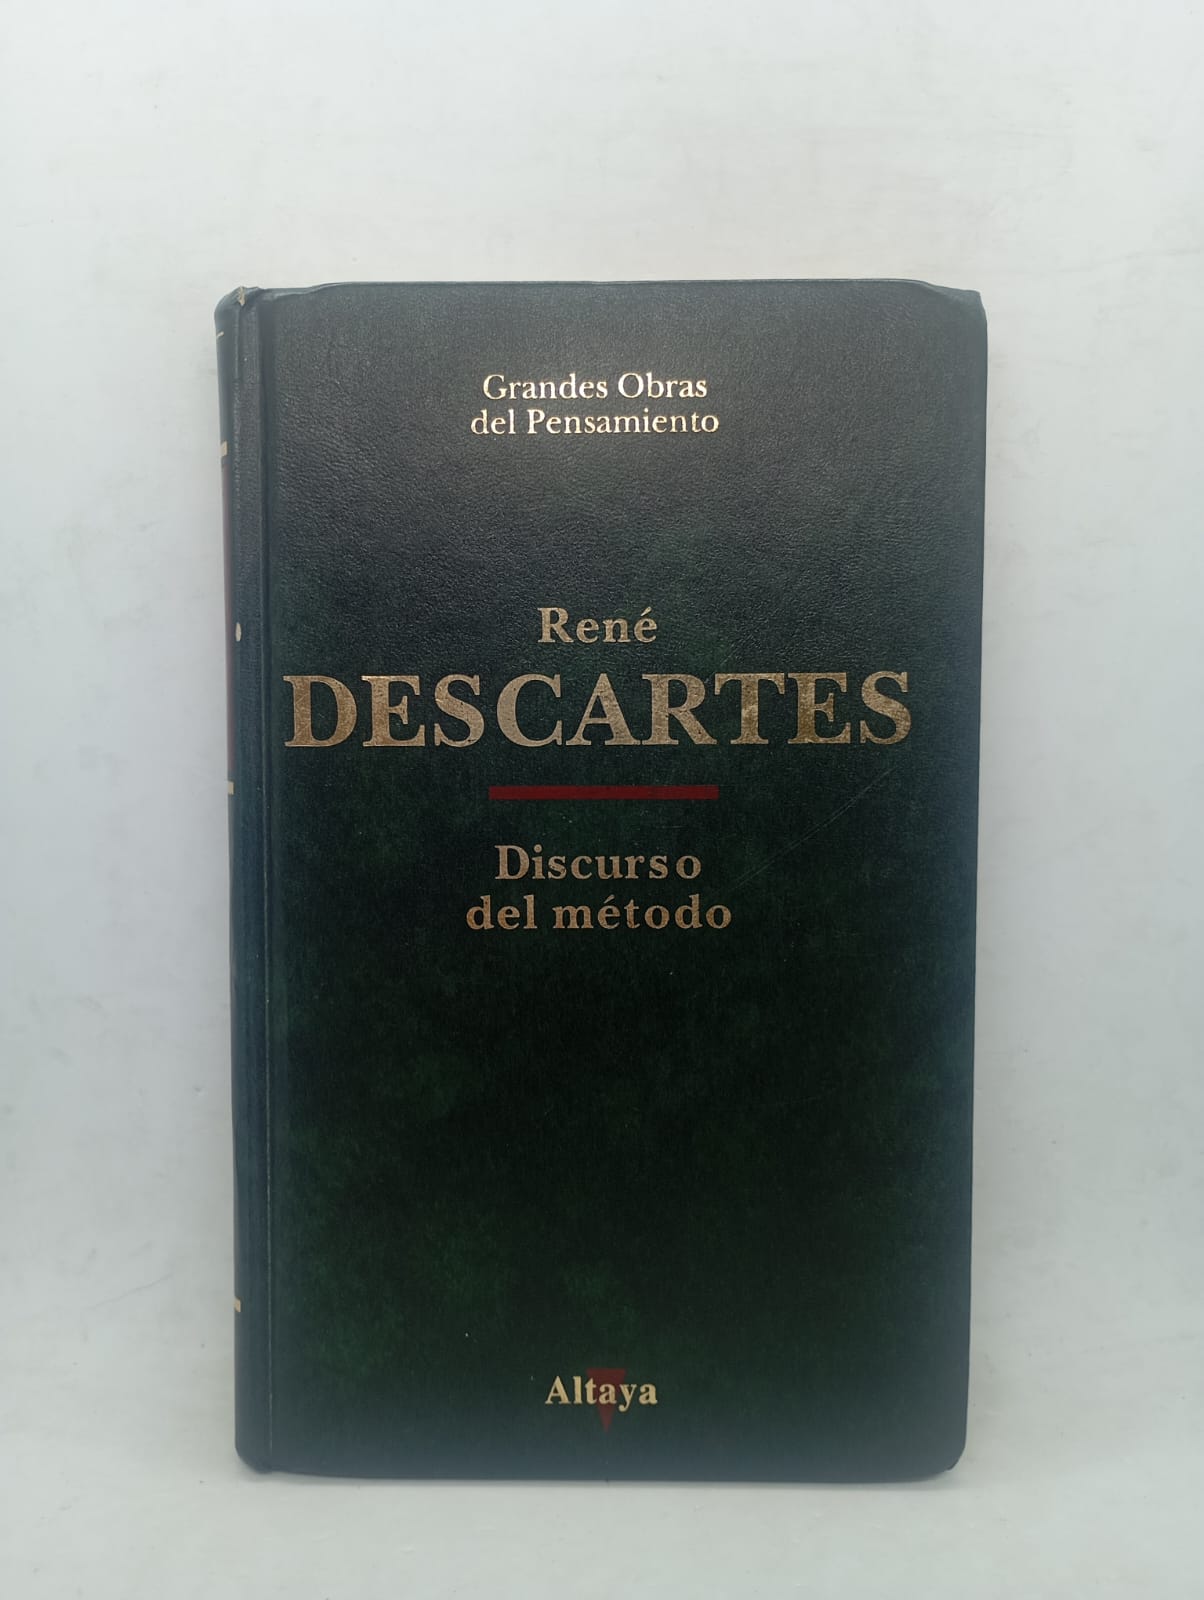 Grandes Obras
del Pensamiento
René
DESCARTES
Discurso
del método
Altaya